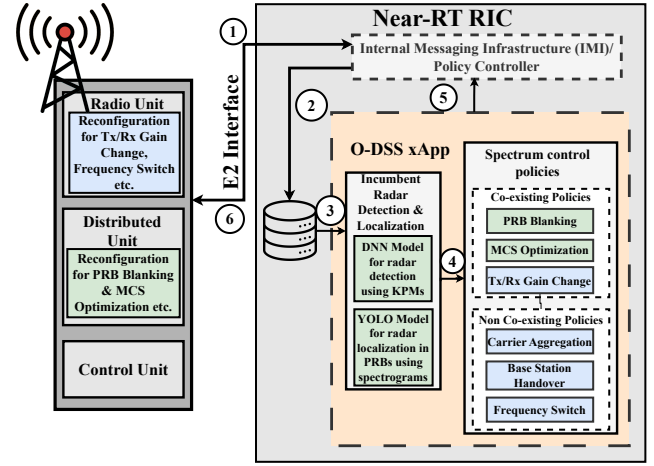 Near-RT RIC
1
Internal Messaging Infrastructure (IMI)/
Policy Controller
2
5
E2 Interface
6
Radio Unit
Reconfiguration
for Tx/Rx Gain
Change,
Frequency Switch
etc.
Distributed
Unit
Reconfiguration
for PRB Blanking
& MCS
Optimization etc.
Control Unit
O-DSS xApp
3
Incumbent
Radar
Detection &
Localization
DNN Model
for radar
detection
using KPMs
YOLO Model
for radar
localization in
PRBs using
spectrograms
4
Spectrum control
policies
Co-existing Policies
PRB Blanking
MCS Optimization
Tx/Rx Gain Change
Non Co-existing Policies
Carrier Aggregation
Base Station
Handover
Frequency Switch